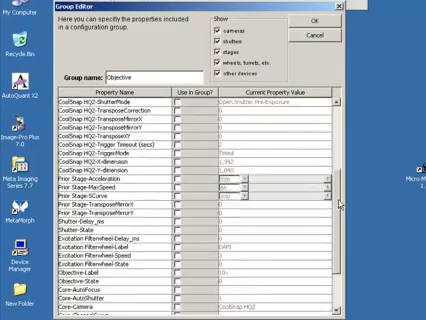 Group Editor
My Computer
Recycle Bin
AutoQuant X2
Image-Pro Plus
7.0
Meta Imaging
Series 7.7
MetaMorph
Device
Manager
New Folder
Here you can specify the properties included
in a configuration group.
Show
cameras
shutters
stages
wheels, turrets, etc.
other devices
OK
Cancel
Group name: Objective
Property Name Use in Group? Current Property Value
CoolSnap HQ2-ShutterMode Open Shutter Pre-Exposure
CoolSnap HQ2-TransposeCorrection 0
CoolSnap HQ2-TransposeMirrorX 0
CoolSnap HQ2-TransposeMirrorY 0
CoolSnap HQ2-TransposeXY 0
CoolSnap HQ2-Trigger Timeout (secs) 2
CoolSnap HQ2-TriggerMode Timed
CoolSnap HQ2-X-dimension 1,392
CoolSnap HQ2-Y-dimension 1,040
Prior Stage-Acceleration
Prior Stage-MaxSpeed
Prior Stage-SCurve
Prior Stage-TransposeMirrorX 0
Prior Stage-TransposeMirrorY 0
Shutter-Delay_ms 0
Shutter-State 0
Excitation Filterwheel-Delay_ms 0
Excitation Filterwheel-Label DAPI
Excitation Filterwheel-Speed 3
Excitation Filterwheel-State 0
Objective-Label 10x
Core-AutoFocus
Core-AutoShutter 1
Core-Camera CoolSnap HQ2
Micro-M